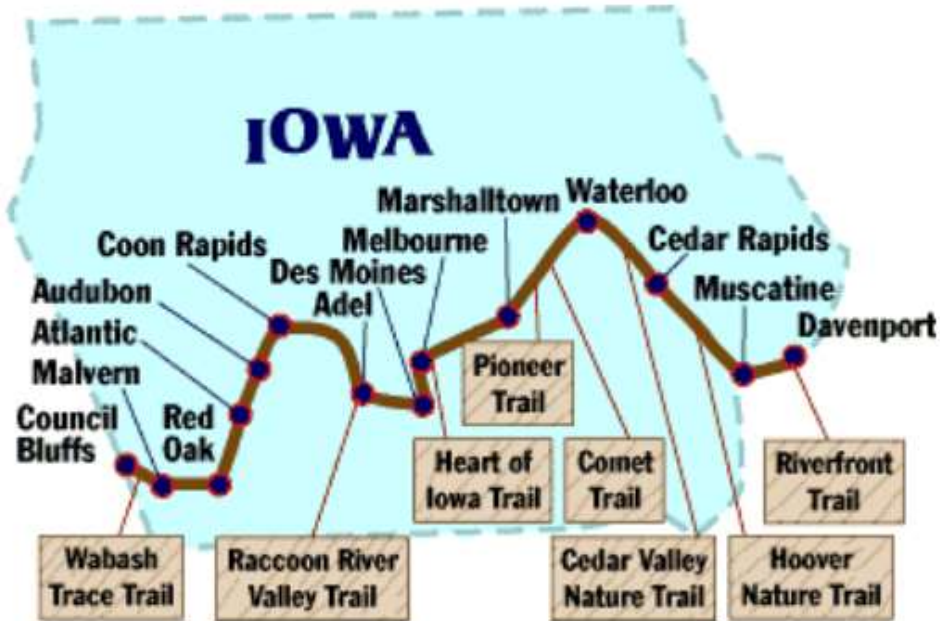 IOWA
Marshalltown
Waterloo
Coon Rapids
Melbourne
Cedar Rapids
Des Moines
Audubon
Adel
Muscatine
Atlantic
Davenport
Malvern
Pioneer
Trail
Council
Bluffs
Red
Oak
Heart of
Iowa Trail
Comet
Trail
Riverfront
Trail
Wabash
Trace Trail
Raccoon River
Valley Trail
Cedar Valley
Nature Trail
Hoover
Nature Trail